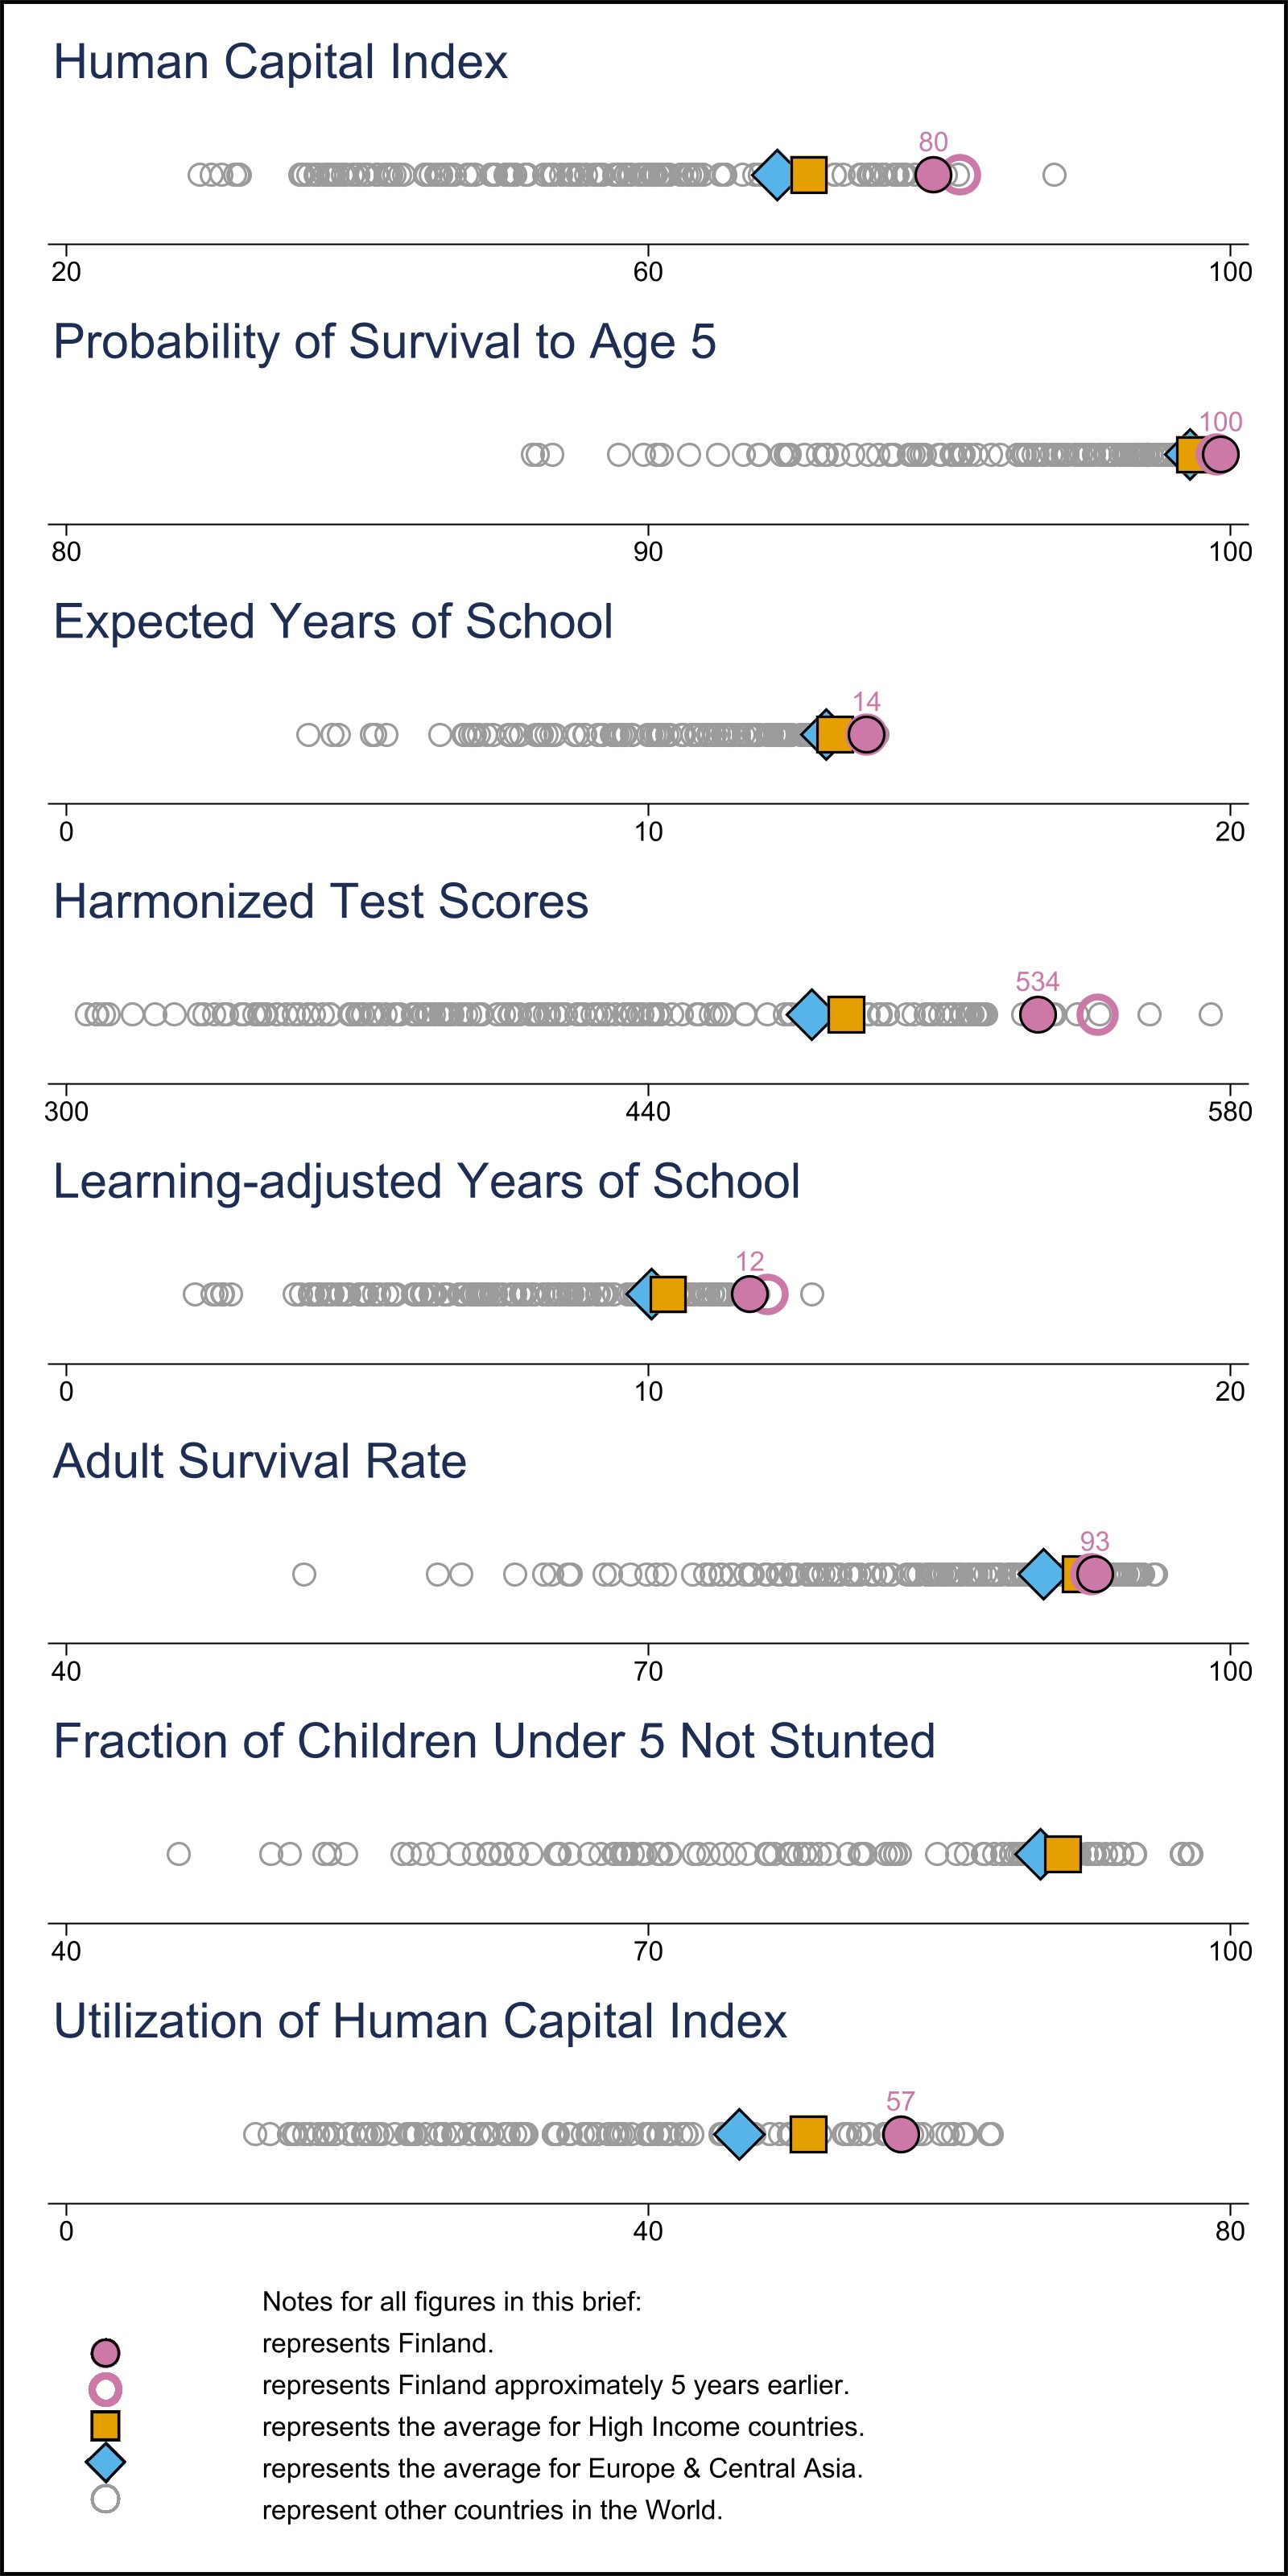 Human Capital Index
80
20 60 100
Probability of Survival to Age 5
100
80 90 100
Expected Years of School
14
0 10 20
Harmonized Test Scores
534
300 440 580
Learning-adjusted Years of School
12
0 10 20
Adult Survival Rate
93
40 70 100
Fraction of Children Under 5 Not Stunted
40 70 100
Utilization of Human Capital Index
57
0 40 80
Notes for all figures in this brief:
represents Finland.
represents Finland approximately 5 years earlier.
represents the average for High Income countries.
represents the average for Europe & Central Asia.
represent other countries in the World.